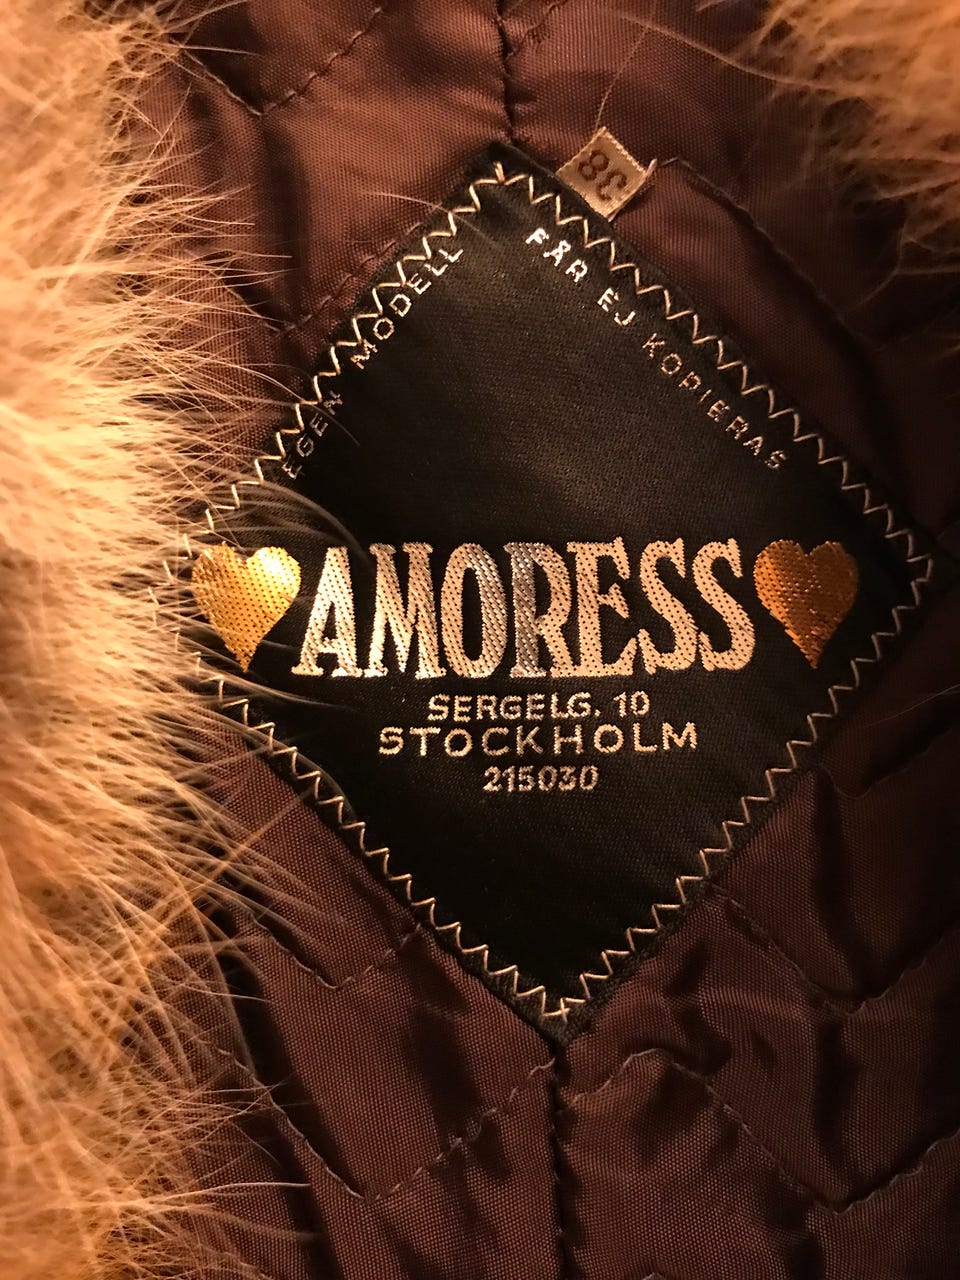 38
EGEN MODELL
FÅR EJ KOPIERAS
AMORESS
SERGELG. 10
STOCKHOLM
215030